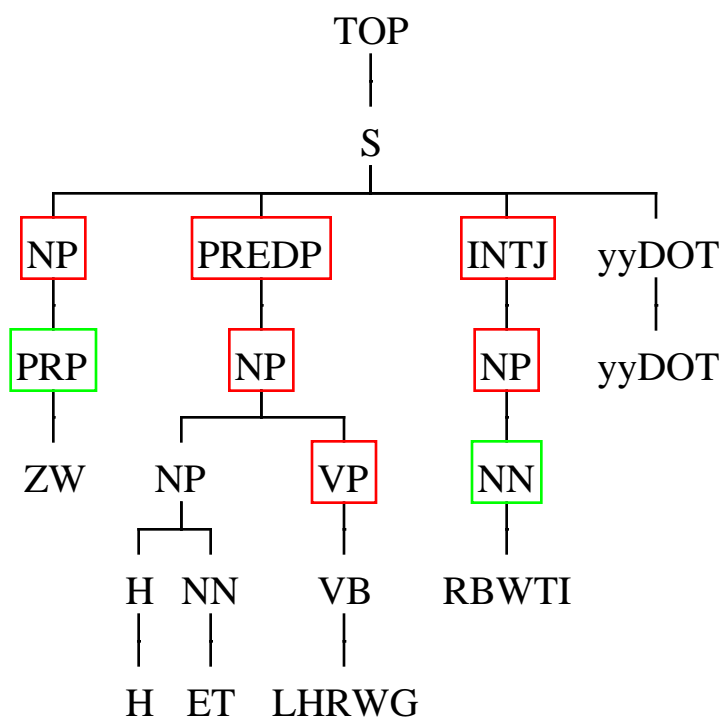 TOP
S
NP PREDP INTJ yyDOT
PRP NP NP yyDOT
ZW NP VP NN
H NN VB RBWTI
H ET LHRWG